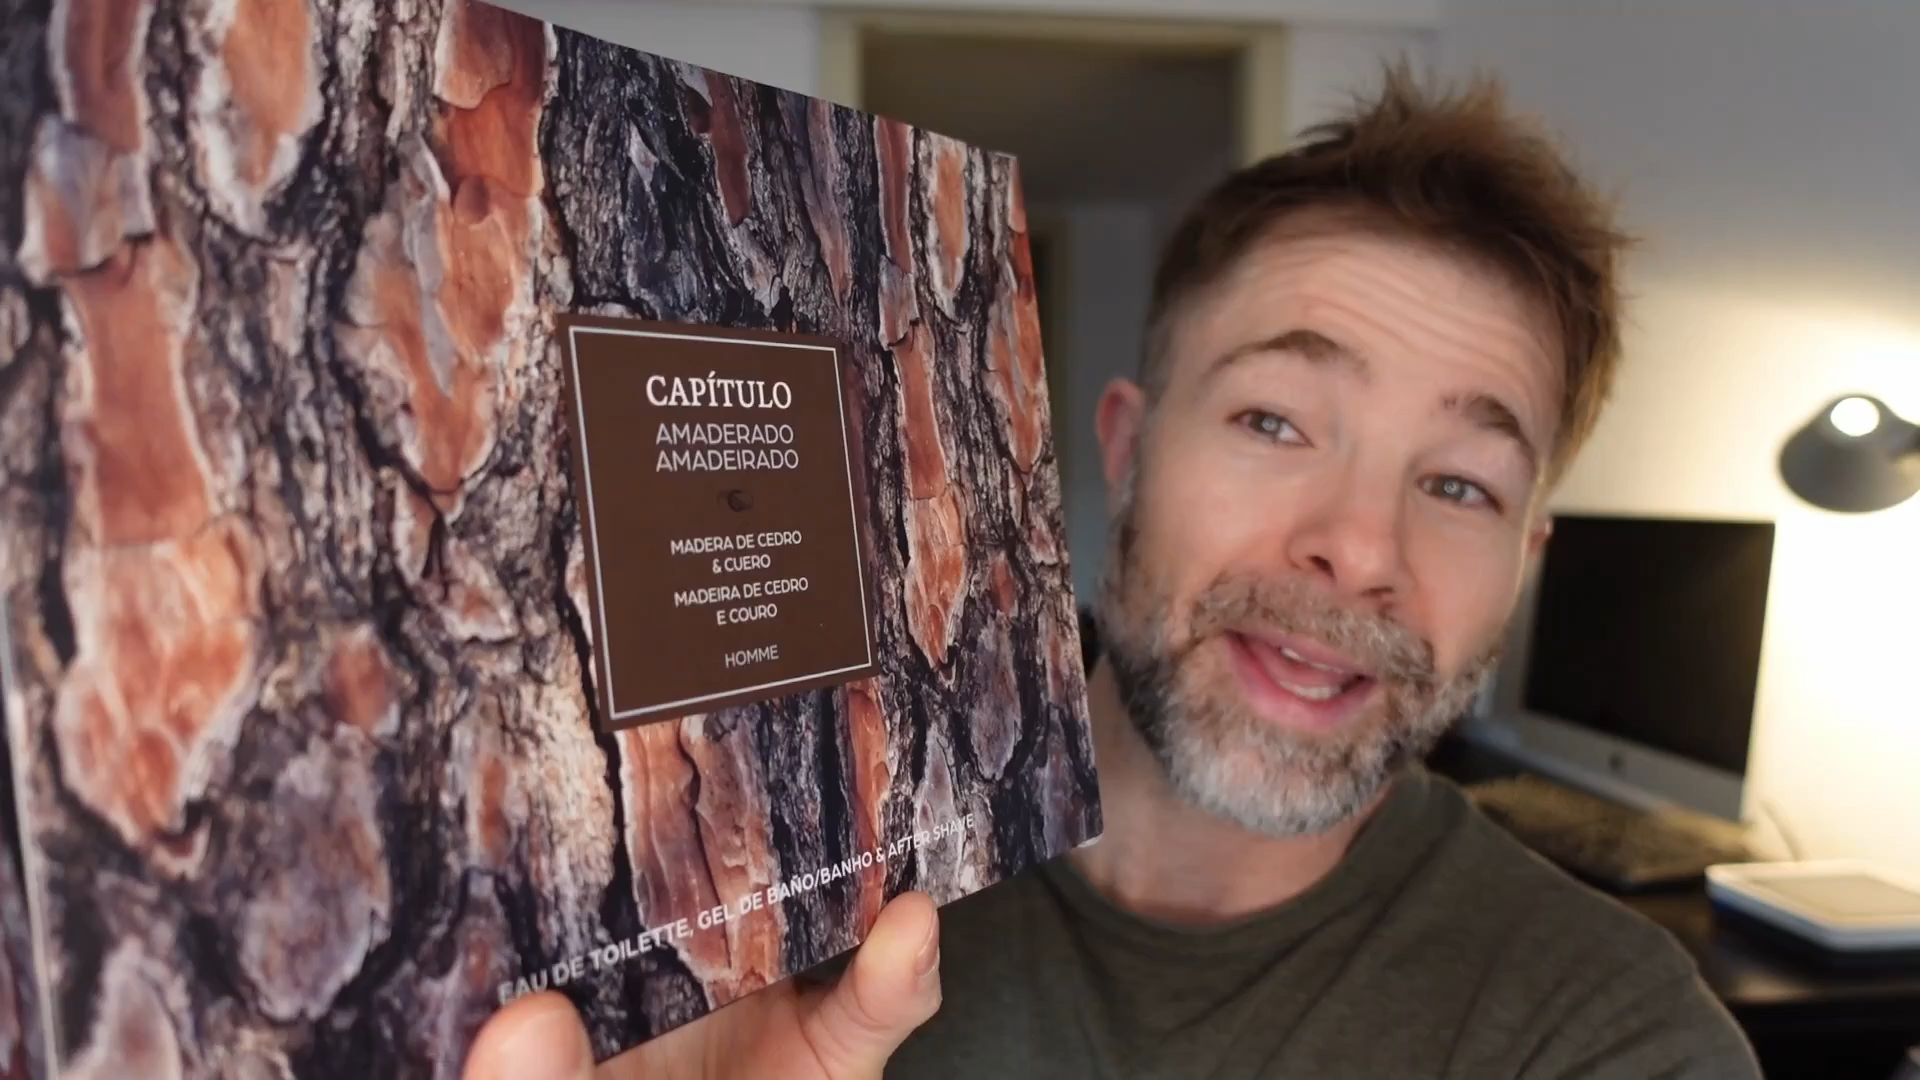 CAPÍTULO
AMADERADO
AMADEIRADO
MADERA DE CEDRO
& CUERO
MADEIRA DE CEDRO
E COURO
HOMME
EAU DE TOILETTE, GEL DE BAÑO/BANHO & AFTER SHAVE